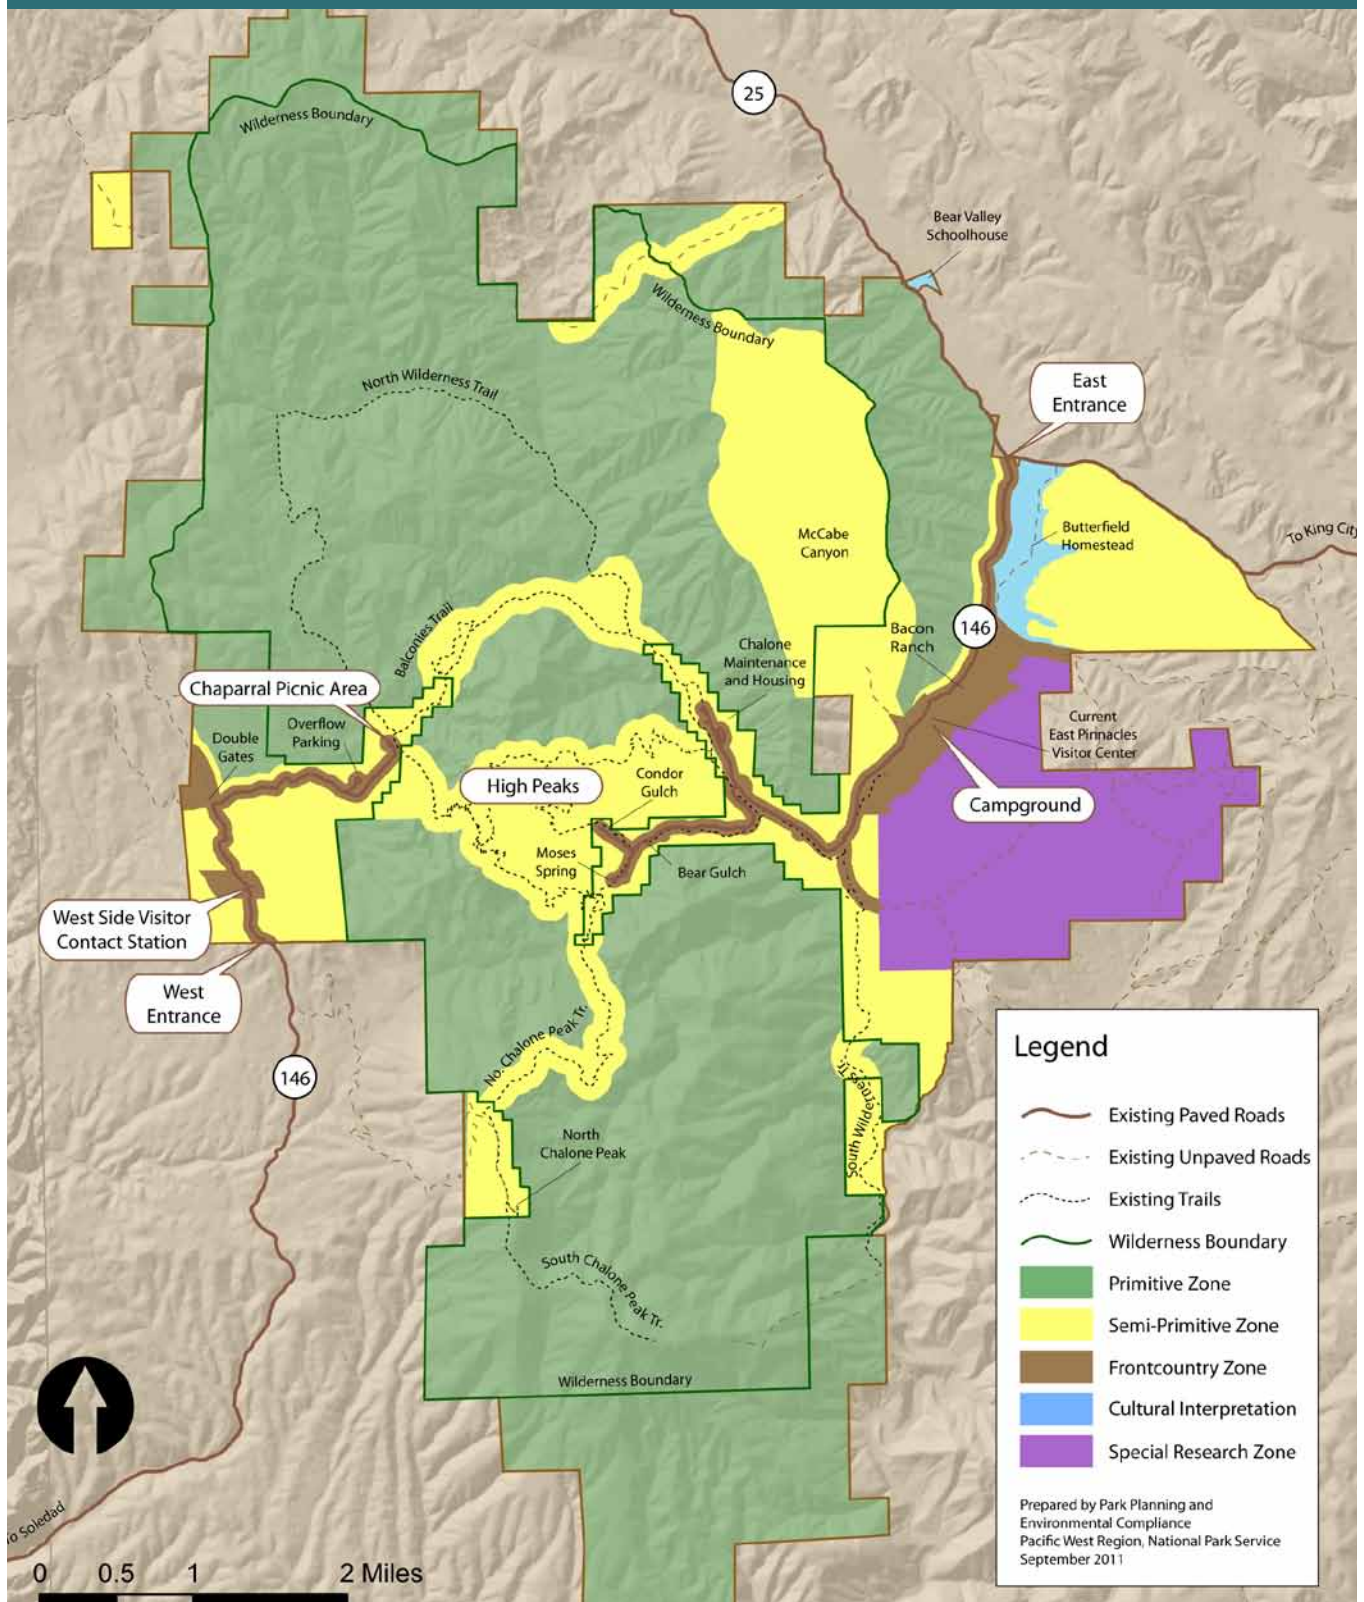 Wilderness Boundary
25
Bear Valley
Schoolhouse
Wilderness Boundary
North Wilderness Trail
East
Entrance
McCabe
Canyon
Butterfield
Homestead
To King City
146
Bacon
Ranch
Balconies Trail
Chalone
Maintenance
and Housing
Chaparral Picnic Area
Overflow
Parking
Double
Gates
Current
East Pinnacles
Visitor Center
High Peaks
Condor
Gulch
Campground
Moses
Spring
Bear Gulch
West Side Visitor
Contact Station
West
Entrance
No. Chalone Peak Tr.
146
South Wilderness Tr.
North
Chalone Peak
South Chalone Peak Tr.
Wilderness Boundary
To Soledad
0 0.5 1 2 Miles
Legend
Existing Paved Roads
Existing Unpaved Roads
Existing Trails
Wilderness Boundary
Primitive Zone
Semi-Primitive Zone
Frontcountry Zone
Cultural Interpretation
Special Research Zone
Prepared by Park Planning and
Environmental Compliance
Pacific West Region, National Park Service
September 2011